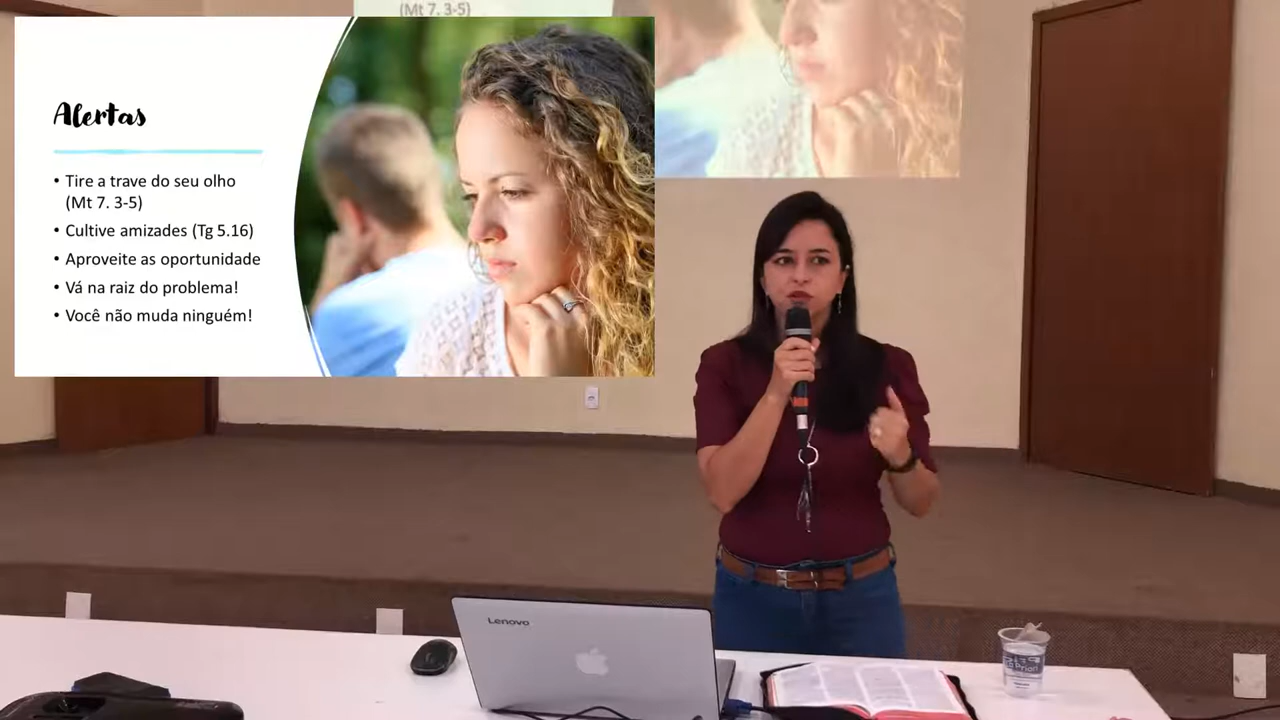 (Mt 7. 3-5)
Alertas
• Tire a trave do seu olho
(Mt 7. 3-5)
• Cultive amizades (Tg 5.16)
• Aproveite as oportunidade
• Vá na raiz do problema!
• Você não muda ninguém!
Lenovo